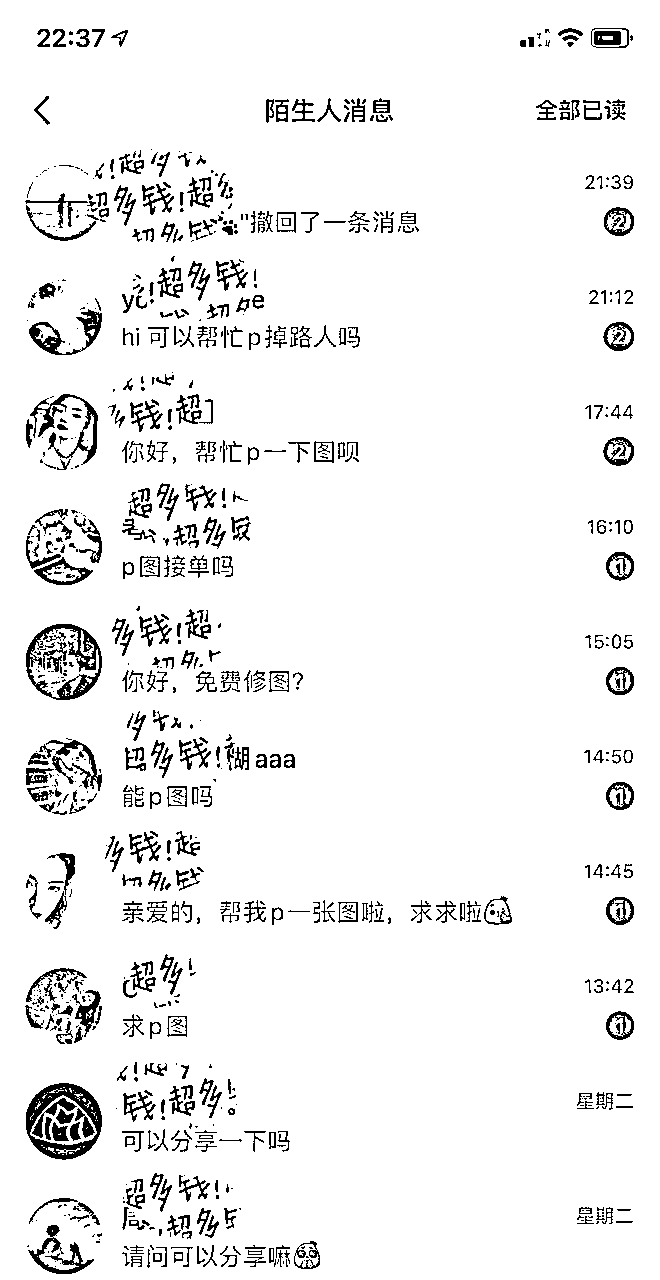 22:37
陌生人消息
全部已读
超多钱!超多
21:39
"撤回了一条消息
2
超多钱!
21:12
hi 可以帮忙p掉路人吗
2
多钱!超
17:44
你好，帮忙p一下图呗
2
超多钱!
超多
16:10
p图接单吗
1
多钱!超
15:05
你好，免费修图?
1
多钱!糊aaa
14:50
能p图吗
1
多钱!超
14:45
亲爱的，帮我p一张图啦，求求啦
1
超多!
13:42
求p图
1
钱!超多!
星期二
可以分享一下吗
超多钱!
超多
星期二
请问可以分享嘛